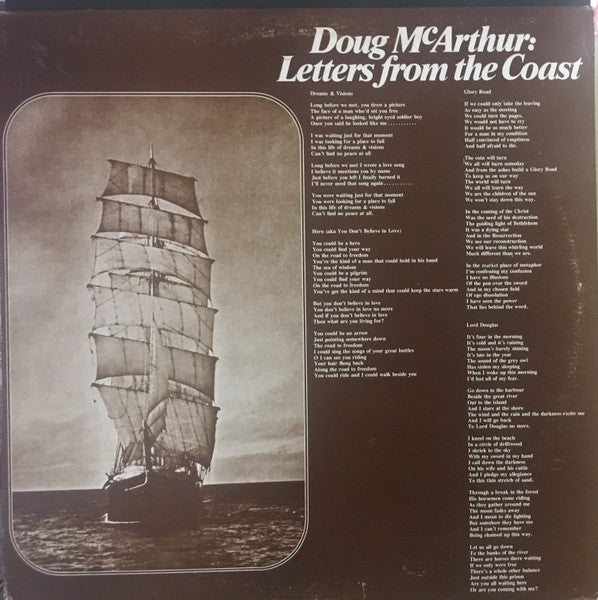 Doug McArthur:
Letters from the Coast
Dreams & Visions
Long before we met, you drew a picture
The face of a man who'd set you free
A picture of a laughing, bright eyed soldier boy
Once you said he looked like me...........
I was waiting just for that moment
I was looking for a place to fall
In this life of dreams & visions
Can't find no peace at all
Long before we met I wrote a love song
I believe it mentions you by name
Just before you left I finally burned it
I'll never need that song again...........
You were waiting just for that moment
You were looking for a place to fall
In this life of dreams & visions
Can't find no peace at all.
Hero (aka You Don't Believe in Love)
You could be a hero
You could find your way
On the road to freedom
You're the kind of a man that could hold in his hand
The sea of wisdom
You could be a pilgrim
You could find your way
On the road to freedom
You've got the kind of a mind that could keep the stars warm
But you don't believe in love
You don't believe in love no more
And if you don't believe in love
Then what are you living for?
You could be an arrow
Just pointing somewhere down
The road to freedom
I could sing the songs of your great battles
O I can see you riding
Your hair flung back
Along the road to freedom
You could ride and I could walk beside you
Glory Road
If we could only take the leaving
As easy as the meeting
We could turn the pages,
We would not have to cry
It would be so much better
For a man in my condition
Half convinced of emptiness
And half afraid to die.
The coin will turn
We all will burn someday
And from the ashes build a Glory Road
To keep us on our way
The world will turn
We all will learn the way
We are the children of the sun
We won't stay down this way.
In the coming of the Christ
Was the seed of his destruction
The guiding light of Bethlehem
It was a dying star
And in the Resurrection
We see our reconstruction
We will leave this whirling world
Much different than we are.
In the market place of metaphor
I'm confessing my confusion
I have no illusions
Of the pen over the sword
And in my chosen field
Of ego dissolution
I have seen the power
That lies behind the word.
Lord Douglas
It's four in the morning
It's cold and it's raining
The moon's barely shining
It's late in the year
The sound of the grey owl
Has stolen my sleeping
When I woke up this morning
I'd lost all of my fear.
Go down to the harbour
Beside the great river
Out to the island
And I stare at the shore
The wind and the rain and the darkness excite me
And I will go back
To Lord Douglas no more.
I kneel on the beach
In a circle of driftwood
I shriek to the sky
With my sword in my hand
I call down the darkness
On his wife and his cattle
And I pledge my allegiance
To this thin stretch of sand.
Through a break in the forest
His horsemen come riding
As they gather around me
The moon fades away
And I mean to die fighting
But somehow they have me
And I can't remember
Being chained up this way.
Let us all go down
To the banks of the river
There are horses there waiting
If we only were free
There's a whole other balance
Just outside this prison
Are you all waiting here
Or are you coming with me?